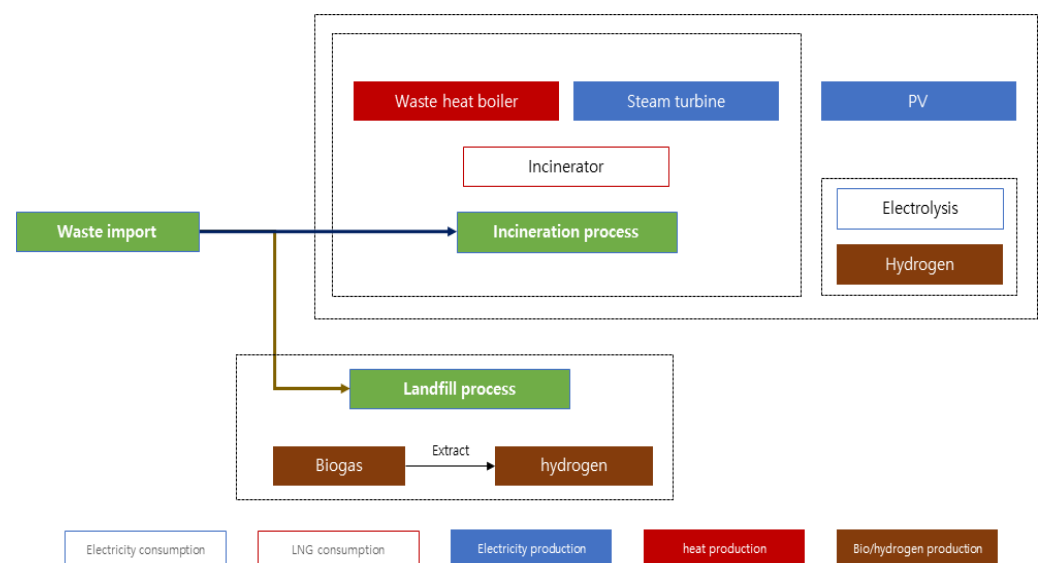 Waste heat boiler
Steam turbine
PV
Incinerator
Electrolysis
Waste import
Incineration process
Hydrogen
Landfill process
Biogas
Extract
hydrogen
Electricity consumption
LNG consumption
Electricity production
heat production
Bio/hydrogen production